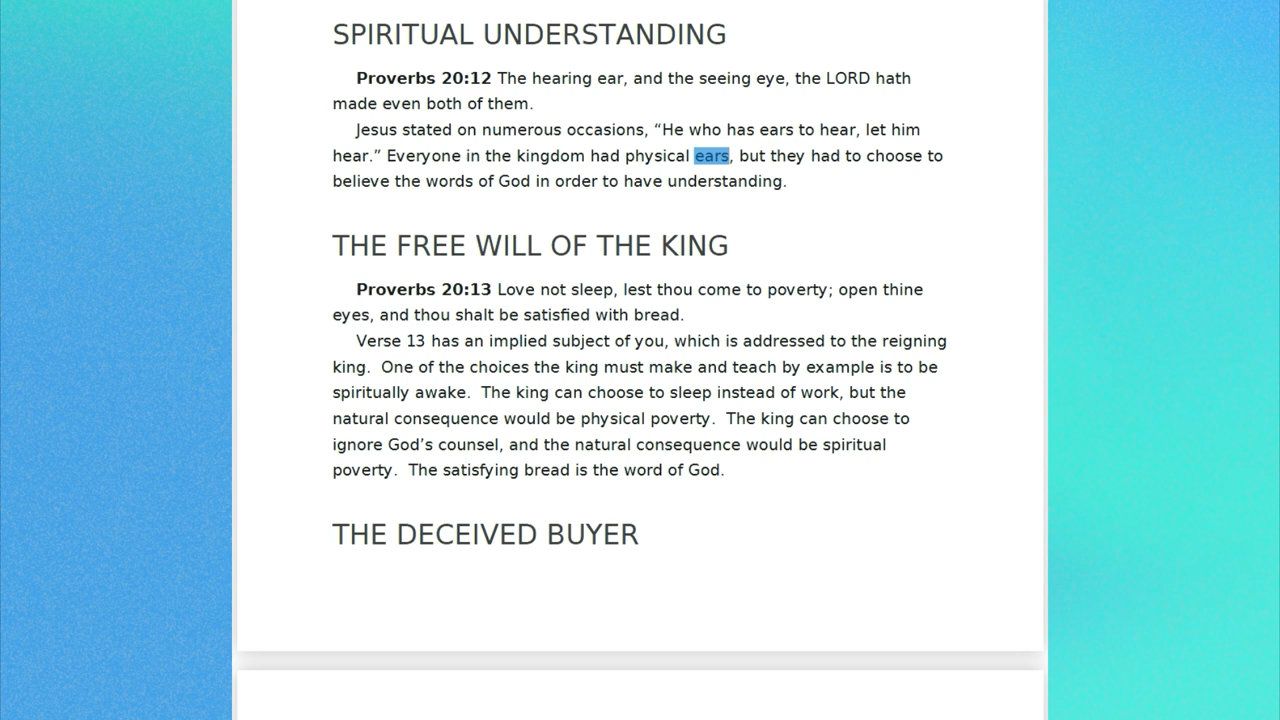 SPIRITUAL UNDERSTANDING
Proverbs 20:12 The hearing ear, and the seeing eye, the LORD hath
made even both of them.
Jesus stated on numerous occasions, “He who has ears to hear, let him
hear.” Everyone in the kingdom had physical ears, but they had to choose to
believe the words of God in order to have understanding.
THE FREE WILL OF THE KING
Proverbs 20:13 Love not sleep, lest thou come to poverty; open thine
eyes, and thou shalt be satisfied with bread.
Verse 13 has an implied subject of you, which is addressed to the reigning
king.  One of the choices the king must make and teach by example is to be
spiritually awake.  The king can choose to sleep instead of work, but the
natural consequence would be physical poverty.  The king can choose to
ignore God’s counsel, and the natural consequence would be spiritual
poverty.  The satisfying bread is the word of God.
THE DECEIVED BUYER